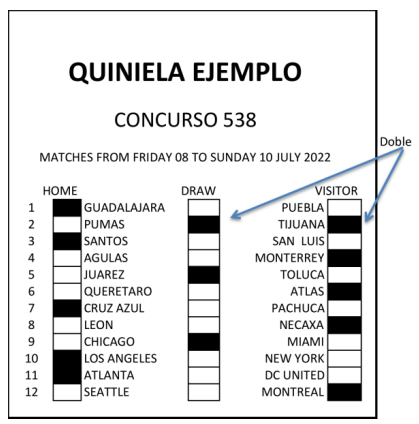 QUINIELA EJEMPLO
CONCURSO 538
Doble
MATCHES FROM FRIDAY 08 TO SUNDAY 10 JULY 2022
HOME DRAW VISITOR
1 GUADALAJARA PUEBLA
2 PUMAS TIJUANA
3 SANTOS SAN LUIS
4 AGULAS MONTERREY
5 JUAREZ TOLUCA
6 QUERETARO ATLAS
7 CRUZ AZUL PACHUCA
8 LEON NECAXA
9 CHICAGO MIAMI
10 LOS ANGELES NEW YORK
11 ATLANTA DC UNITED
12 SEATTLE MONTREAL